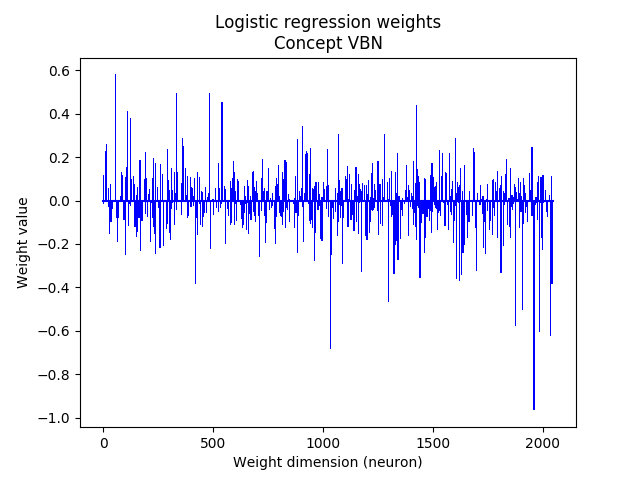 Logistic regression weights
Concept VBN
0.6
0.4
0.2
0.0
−0.2
−0.4
−0.6
−0.8
−1.0
Weight value
0 500 1000 1500 2000
Weight dimension (neuron)